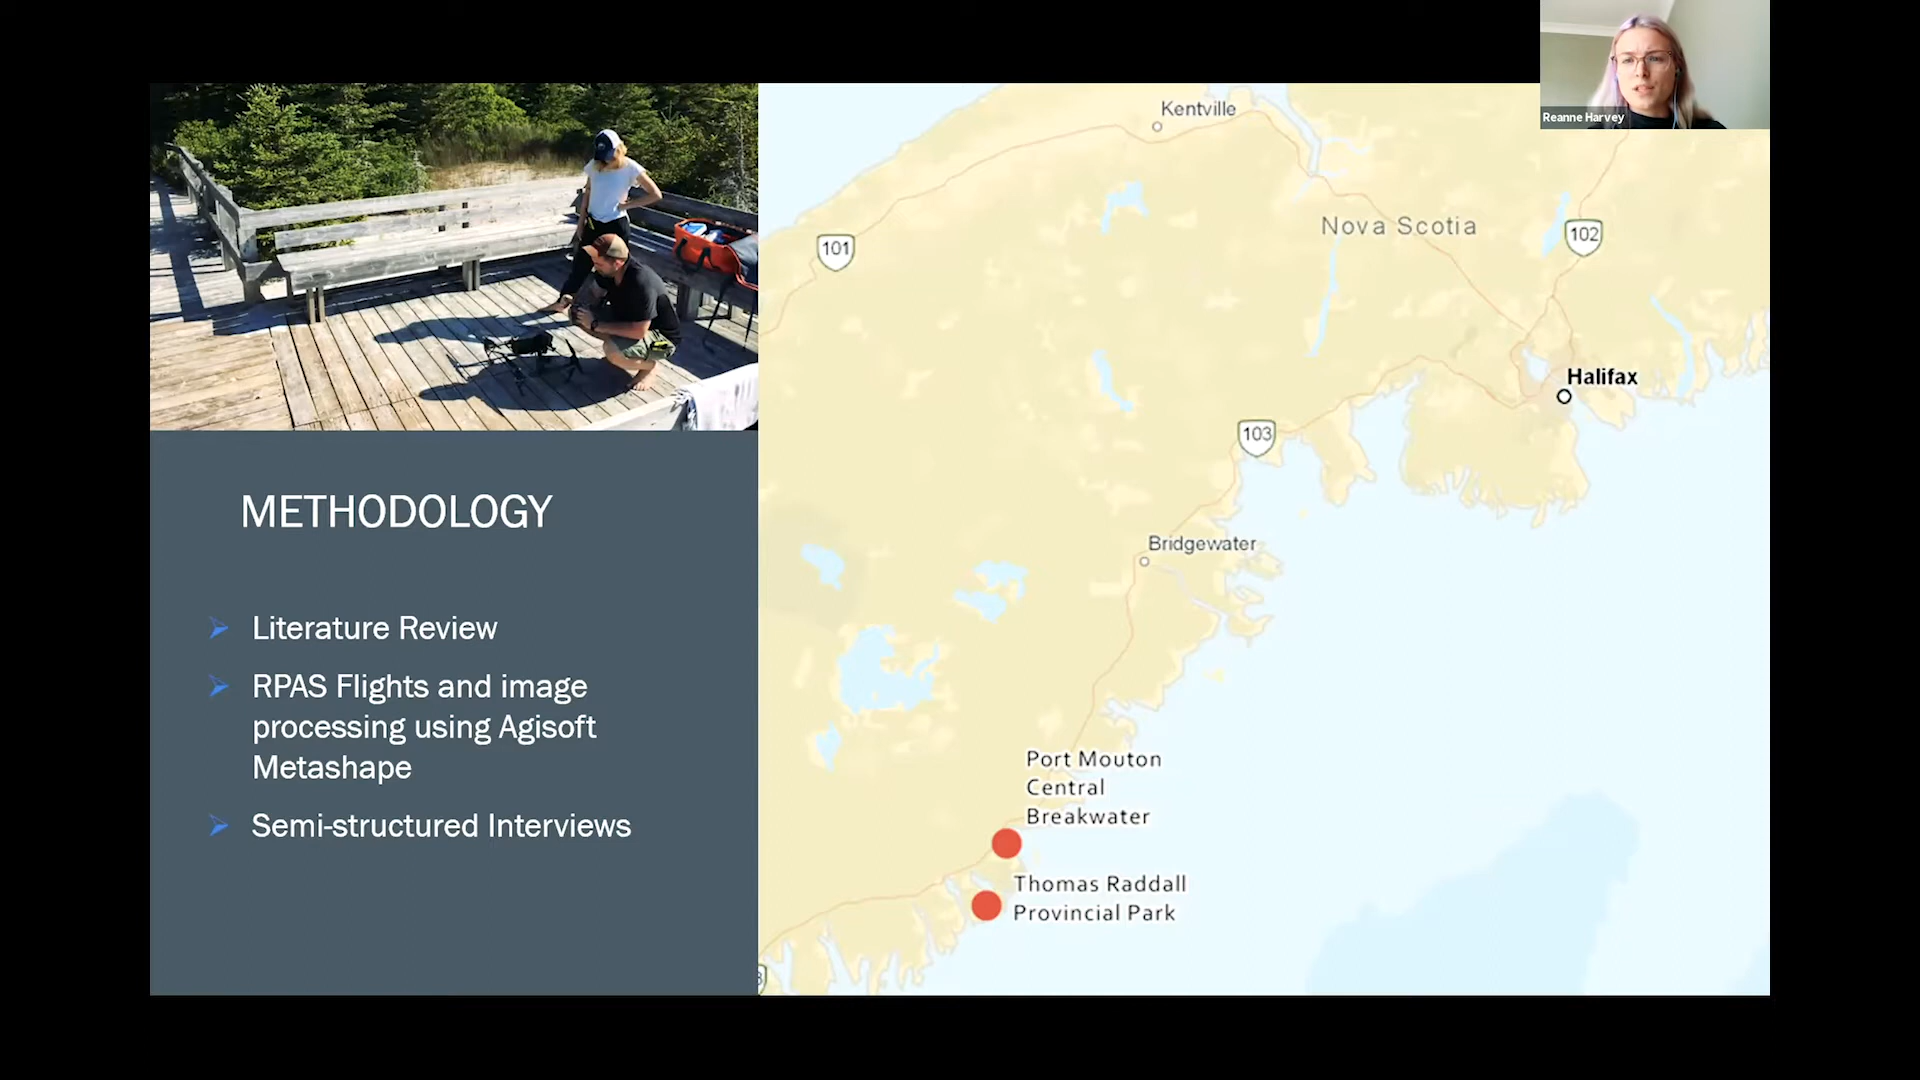 Reanne Harvey
METHODOLOGY
Literature Review
RPAS Flights and image
processing using Agisoft
Metashape
Semi-structured Interviews
Kentville
Nova Scotia
101
102
Halifax
103
Bridgewater
Port Mouton
Central
Breakwater
Thomas Raddall
Provincial Park